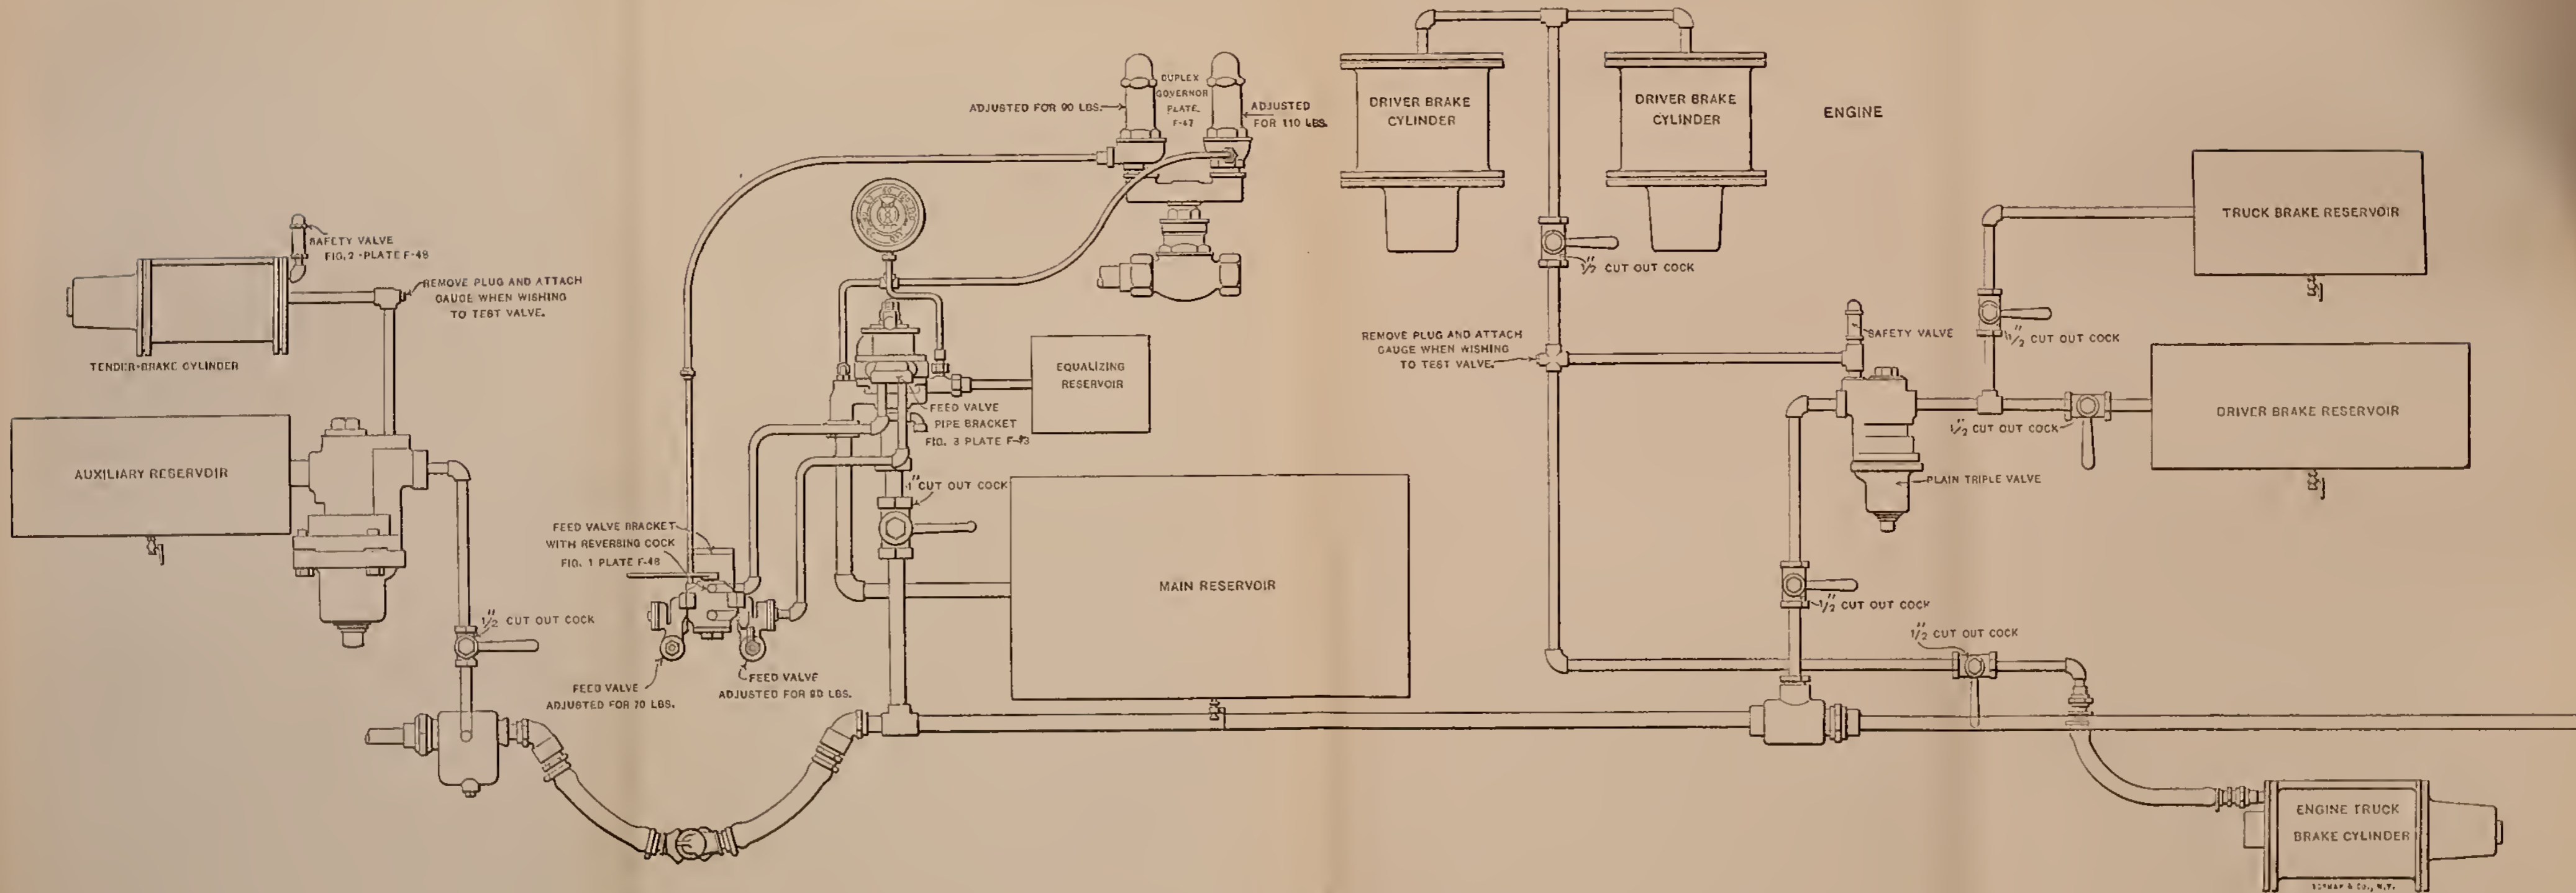 SAFETY VALVE
FIG. 2 - PLATE F-48
REMOVE PLUG AND ATTACH
GAUGE WHEN WISHING
TO TEST VALVE.
TENDER-BRAKE CYLINDER
AUXILIARY RESERVOIR
1/2" CUT OUT COCK
ADJUSTED FOR 90 LBS.
DUPLEX
GOVERNOR
PLATE
F-47
ADJUSTED
FOR 110 LBS.
EQUALIZING
RESERVOIR
FEED VALVE
PIPE BRACKET
FIG. 3 PLATE
1" CUT OUT COCK
FEED VALVE BRACKET
WITH REVERSING COCK
FIG. 1 PLATE F-48
FEED VALVE
ADJUSTED FOR 70 LBS.
FEED VALVE
ADJUSTED FOR LBS.
MAIN RESERVOIR
DRIVER BRAKE
CYLINDER
DRIVER BRAKE
CYLINDER
ENGINE
1/2" CUT OUT COCK
REMOVE PLUG AND ATTACH
GAUGE WHEN WISHING
TO TEST VALVE.
SAFETY VALVE
TRUCK BRAKE RESERVOIR
1/2" CUT OUT COCK
DRIVER BRAKE RESERVOIR
1/2" CUT OUT COCK
PLAIN TRIPLE VALVE
1/2" CUT OUT COCK
1/2" CUT OUT COCK
ENGINE TRUCK
BRAKE CYLINDER
& CO., N.Y.